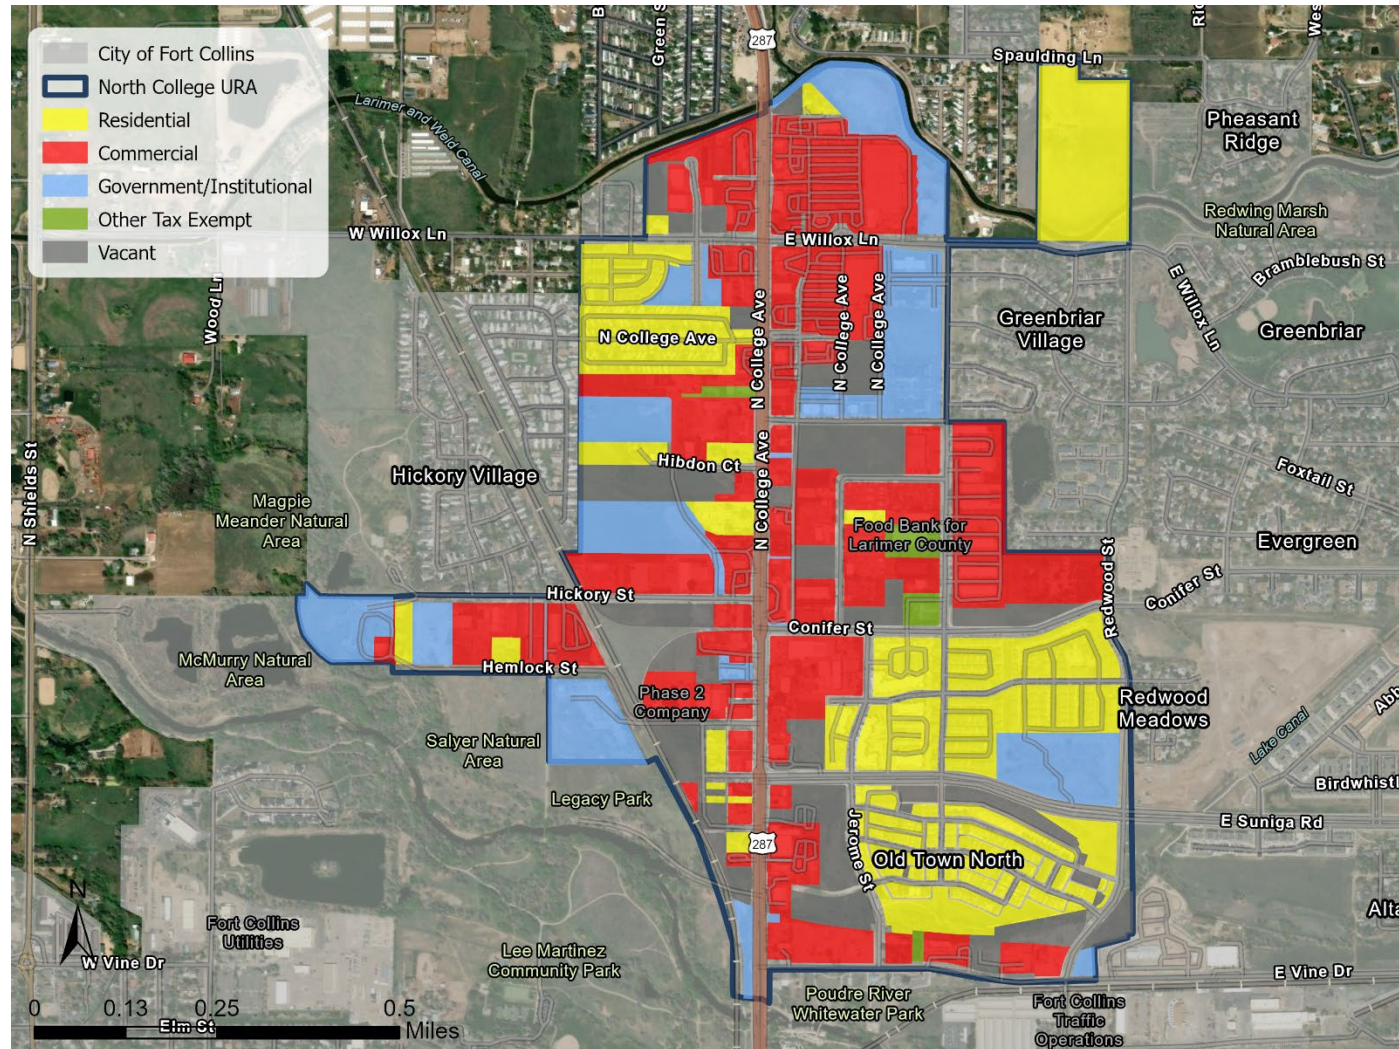 City of Fort Collins
North College URA
Residential
Commercial
Government/Institutional
Other Tax Exempt
Vacant
B
Green S
287
Spaulding Ln
Ric
Wes
Larimer and Weld Canal
Pheasant
Ridge
Redwing Marsh
Natural Area
W Willox Ln
E Willox Ln
Bramblebush St
E Willox Ln
Wood Ln
N College Ave
N College Ave
N College Ave
N College Ave
Greenbriar
Village
Greenbriar
N Shields St
Hickory Village
Hibdon Ct
N College Ave
Foxtail St
Magpie
Meander Natural
Area
Food Bank for
Larimer County
Evergreen
Redwood St
Conifer St
Hickory St
Conifer St
McMurry Natural
Area
Hemlock St
Phase 2
Company
Redwood
Meadows
Abb
Salyer Natural
Area
Lake Canal
Legacy Park
Birdwhistl
E Suniga Rd
Jerome St
287
Old Town North
N
Fort Collins
Utilities
Alta
Lee Martinez
Community Park
W Vine Dr
E Vine Dr
Poudre River
Whitewater Park
Fort Collins
Traffic
Operations
0 0.13 0.25 0.5
Miles
Elm St